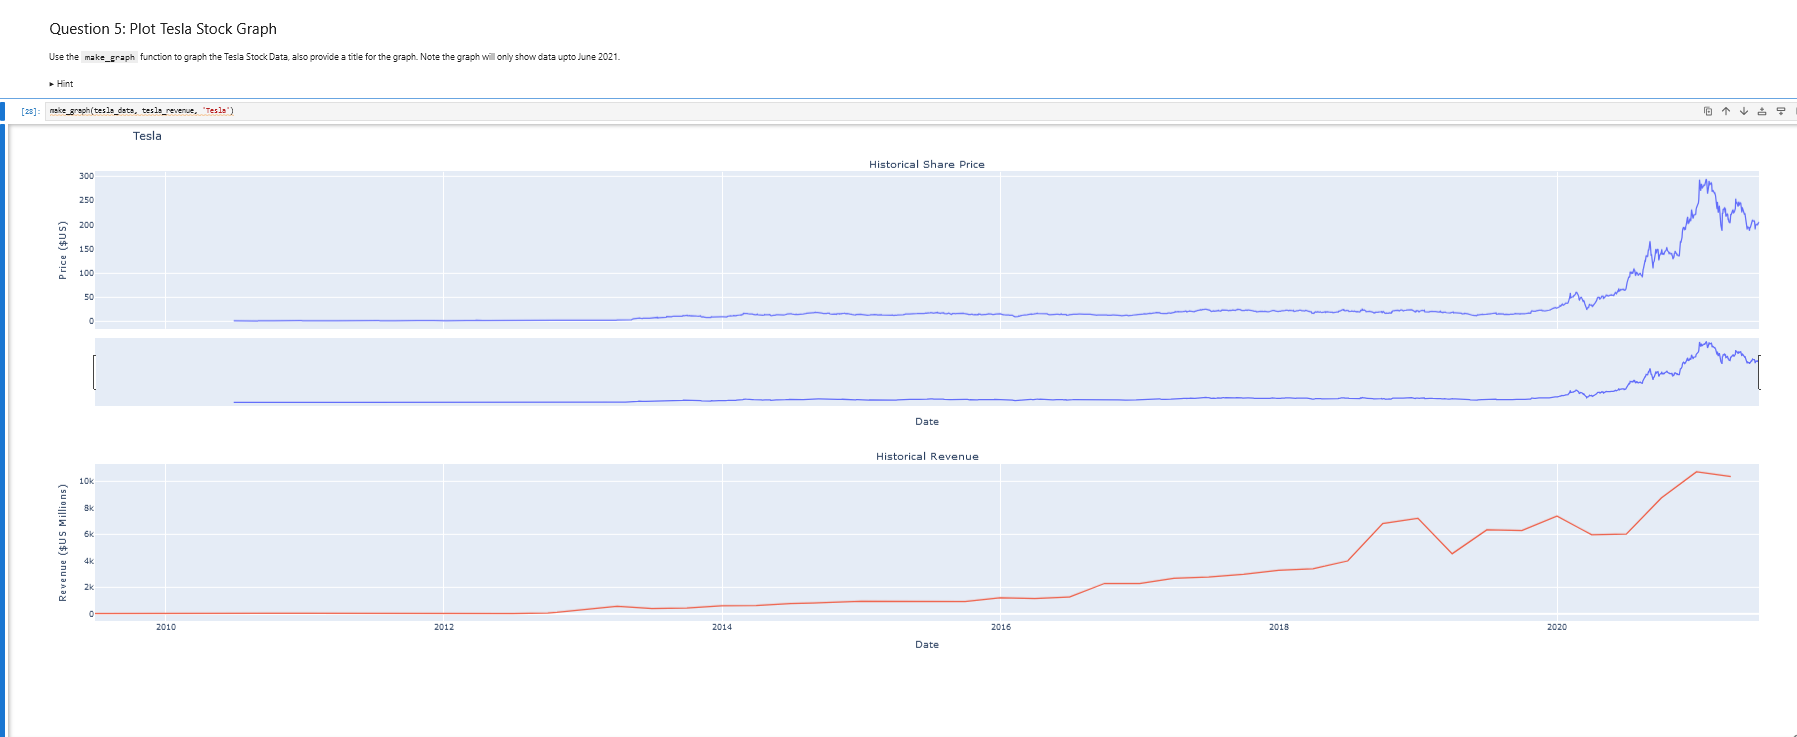 Question 5: Plot Tesla Stock Graph
Use the make_graph function to graph the Tesla Stock Data, also provide a title for the graph. Note the graph will only show data upto June 2021.
▸ Hint
[28]: make_graph(tesla_data, tesla_revenue, 'Tesla')
Tesla
Historical Share Price
Price ($US)
300
250
200
150
100
50
0
Date
Historical Revenue
Revenue ($US Millions)
10k
8k
6k
4k
2k
0
2010 2012 2014 2016 2018 2020
Date